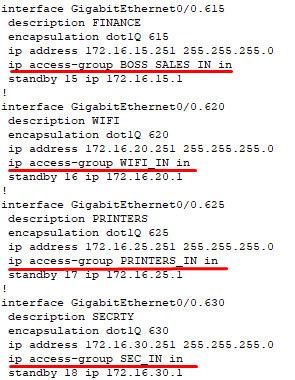 interface GigabitEthernet0/0.615
description FINANCE
encapsulation dot1Q 615
ip address 172.16.15.251 255.255.255.0
ip access-group BOSS_SALES_IN in
standby 15 ip 172.16.15.1
!
interface GigabitEthernet0/0.620
description WIFI
encapsulation dot1Q 620
ip address 172.16.20.251 255.255.255.0
ip access-group WIFI_IN in
standby 16 ip 172.16.20.1
!
interface GigabitEthernet0/0.625
description PRINTERS
encapsulation dot1Q 625
ip address 172.16.25.251 255.255.255.0
ip access-group PRINTERS_IN in
standby 17 ip 172.16.25.1
!
interface GigabitEthernet0/0.630
description SECRTY
encapsulation dot1Q 630
ip address 172.16.30.251 255.255.255.0
ip access-group SEC_IN in
standby 18 ip 172.16.30.1